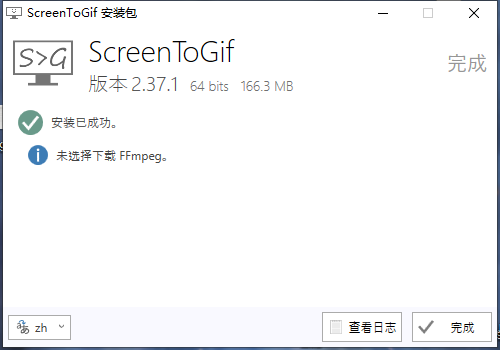 ScreenToGif 安装包
S>G
ScreenToGif
完成
版本 2.37.1 64 bits 166.3 MB
安装已成功。
未选择下载 FFmpeg。
zh
查看日志
完成